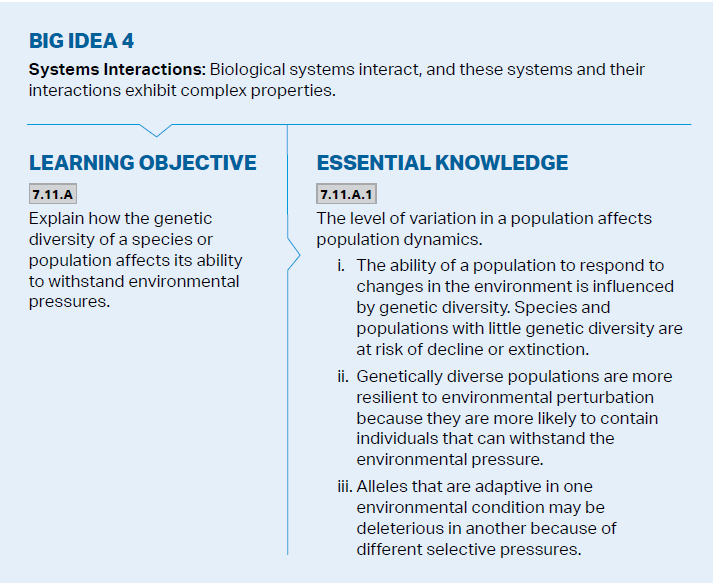 BIG IDEA 4
Systems Interactions: Biological systems interact, and these systems and their
interactions exhibit complex properties.
LEARNING OBJECTIVE
7.11.A
Explain how the genetic
diversity of a species or
population affects its ability
to withstand environmental
pressures.
ESSENTIAL KNOWLEDGE
7.11.A.1
The level of variation in a population affects
population dynamics.
i. The ability of a population to respond to
changes in the environment is influenced
by genetic diversity. Species and
populations with little genetic diversity are
at risk of decline or extinction.
ii. Genetically diverse populations are more
resilient to environmental perturbation
because they are more likely to contain
individuals that can withstand the
environmental pressure.
iii. Alleles that are adaptive in one
environmental condition may be
deleterious in another because of
different selective pressures.